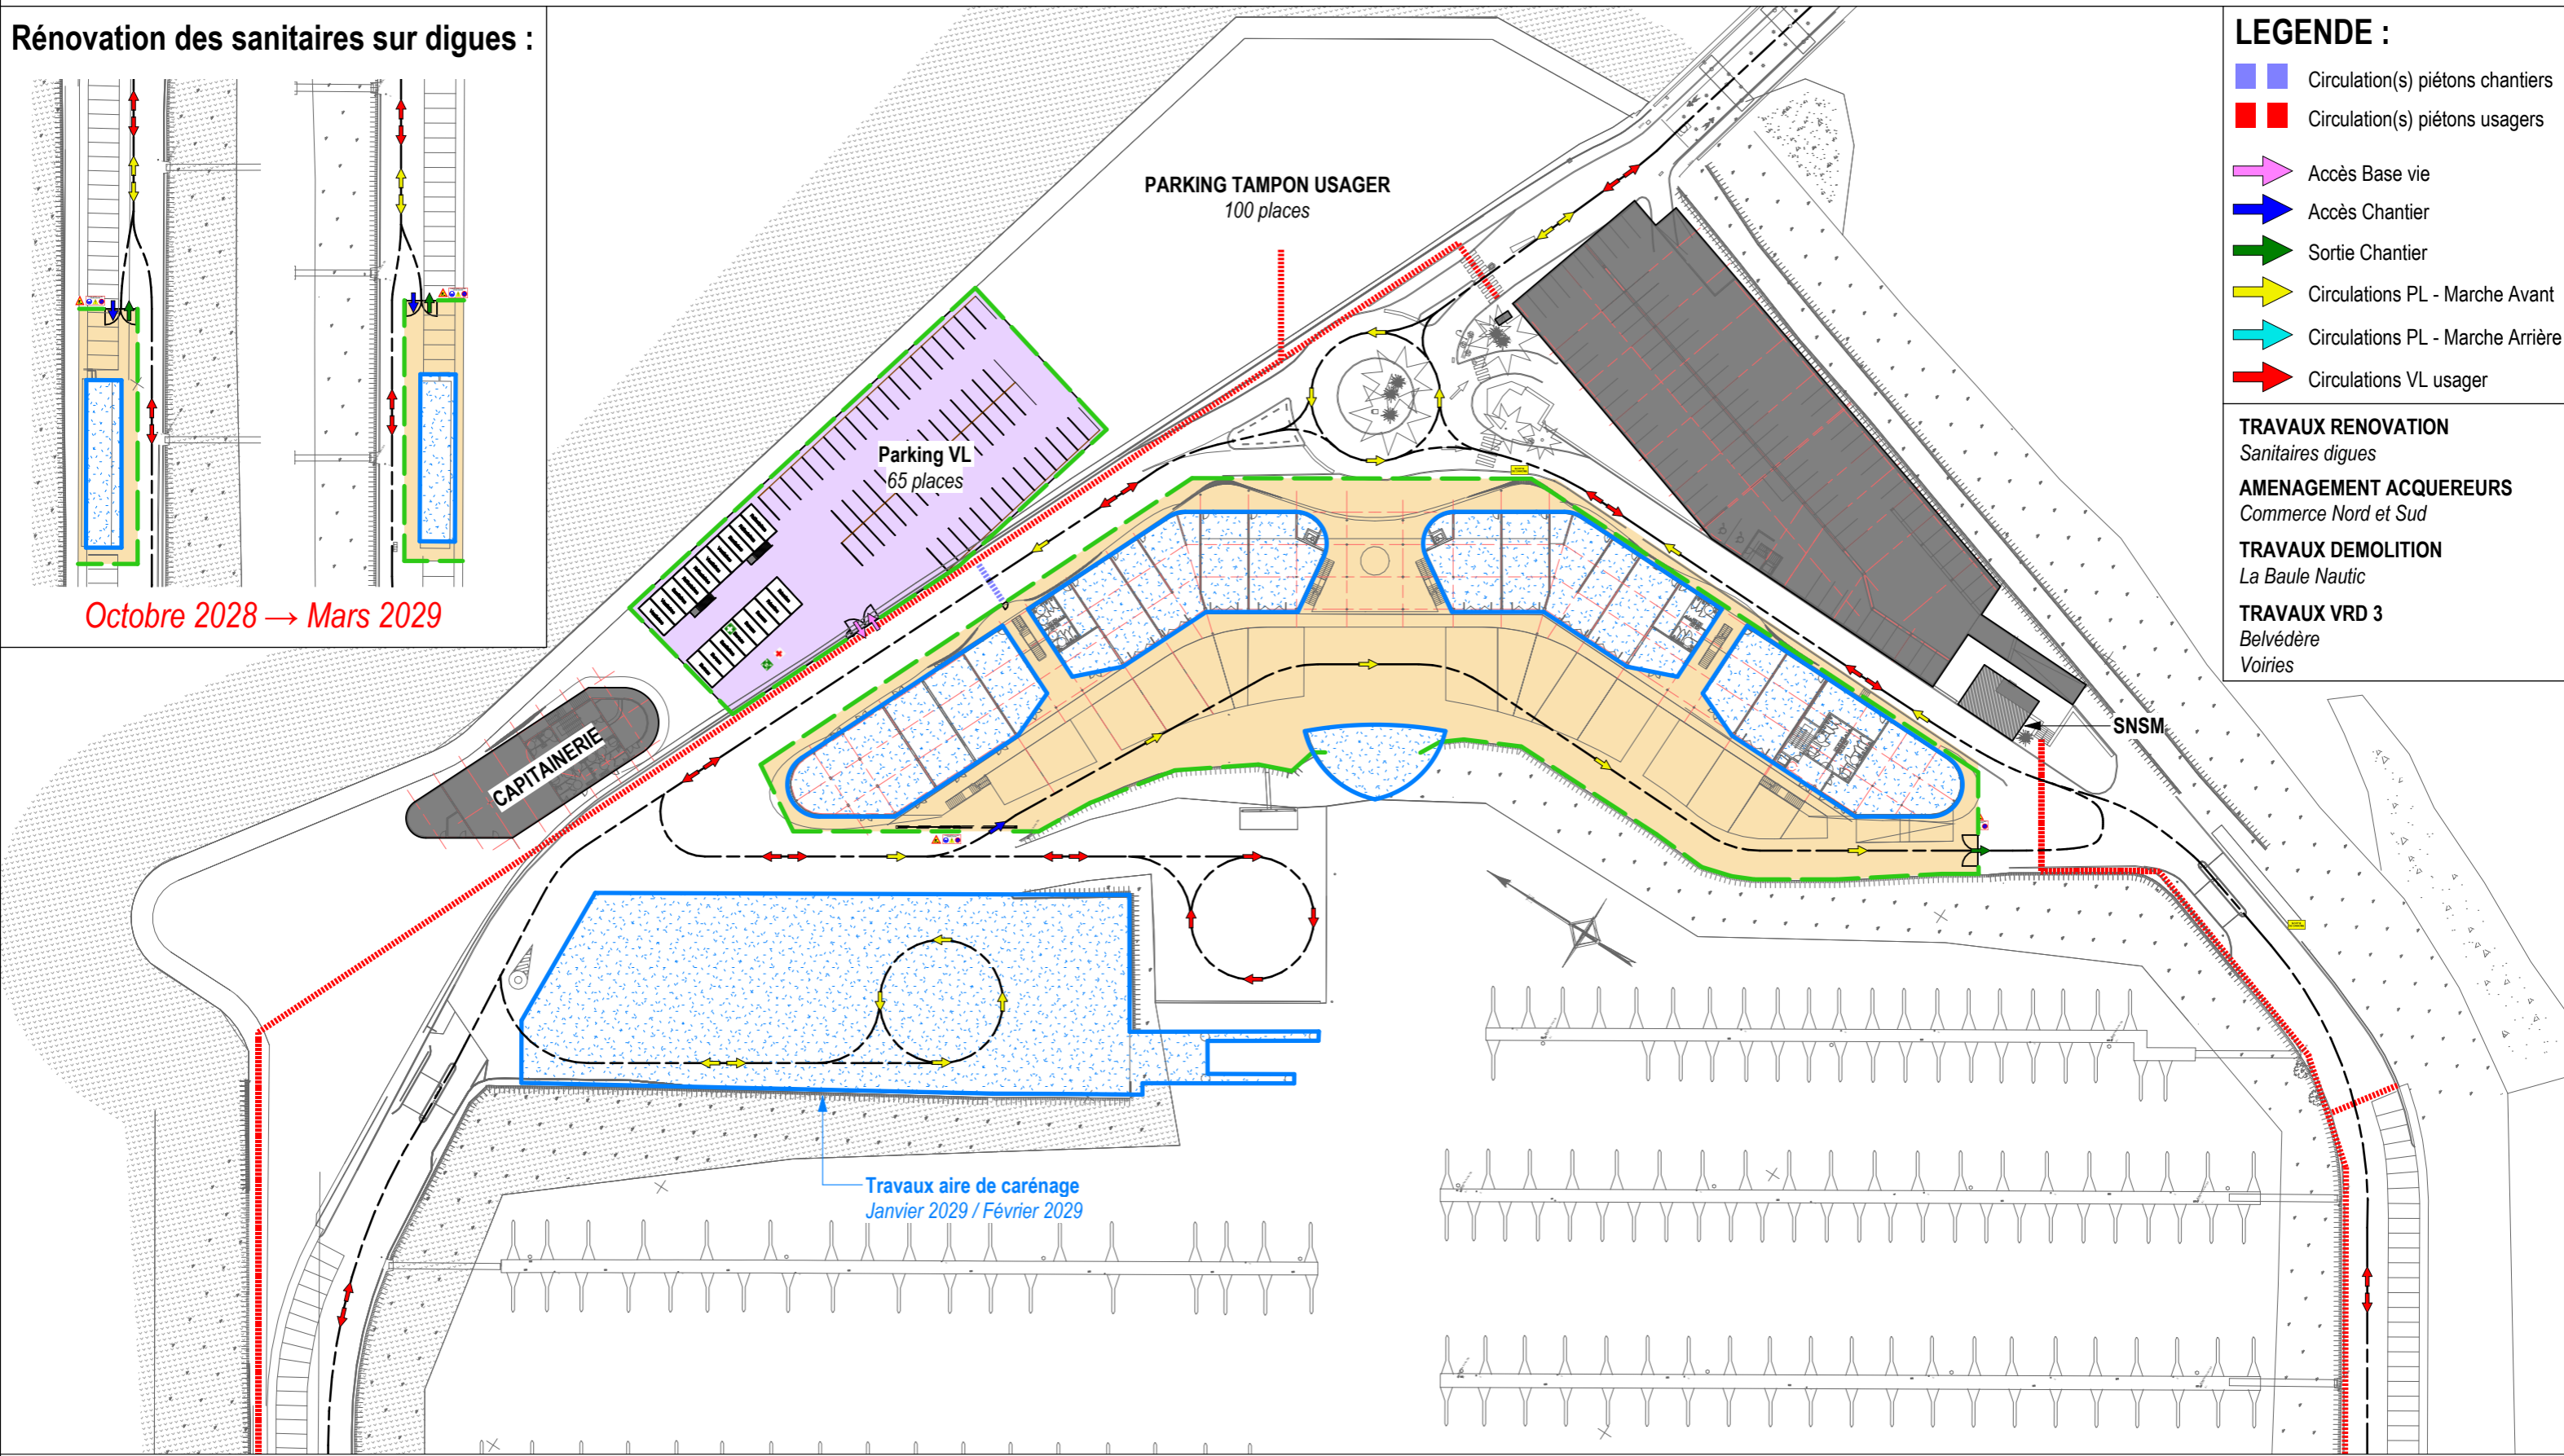 Rénovation des sanitaires sur digues :
Octobre 2028 → Mars 2029
PARKING TAMPON USAGER
100 places
Parking VL
65 places
CAPITAINERIE
SNSM
Travaux aire de carénage
Janvier 2029 / Février 2029
LEGENDE :
Circulation(s) piétons chantiers
Circulation(s) piétons usagers
Accès Base vie
Accès Chantier
Sortie Chantier
Circulations PL - Marche Avant
Circulations PL - Marche Arrière
Circulations VL usager
TRAVAUX RENOVATION
Sanitaires digues
AMENAGEMENT ACQUEREURS
Commerce Nord et Sud
TRAVAUX DEMOLITION
La Baule Nautic
TRAVAUX VRD 3
Belvédère
Voiries